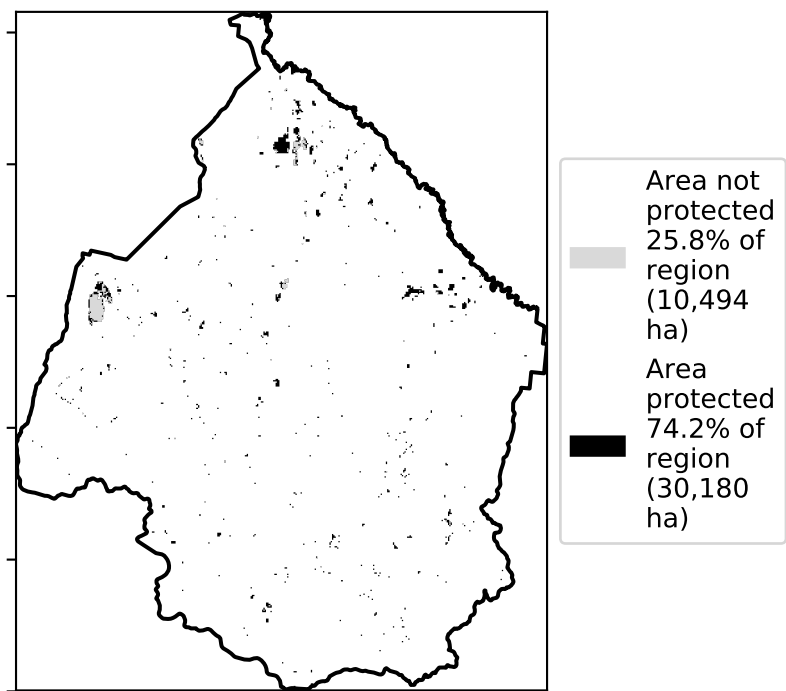 Area not
protected
25.8% of
region
(10,494
ha)
Area
protected
74.2% of
region
(30,180
ha)